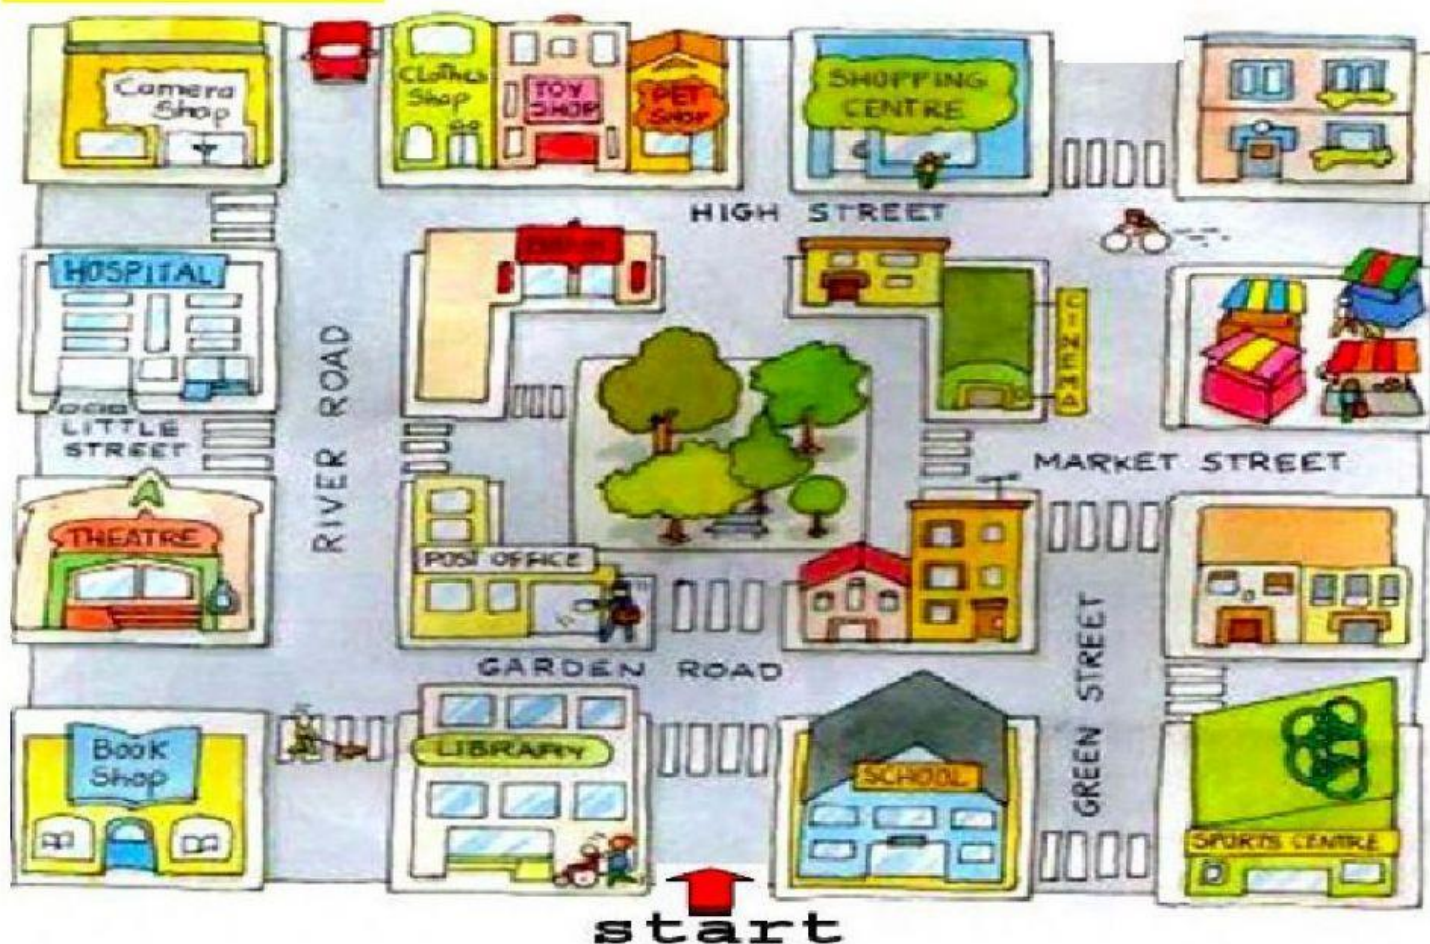 Camera
Shop
Clothes
Shop
TOY
SHOP
PET
SHOP
SHOPPING
CENTRE
HIGH STREET
HOSPITAL
CINEMA
RIVER ROAD
LITTLE
STREET
MARKET STREET
THEATRE
POST OFFICE
GARDEN ROAD
GREEN STREET
Book
Shop
LIBRARY
SCHOOL
SPORTS CENTRE
start